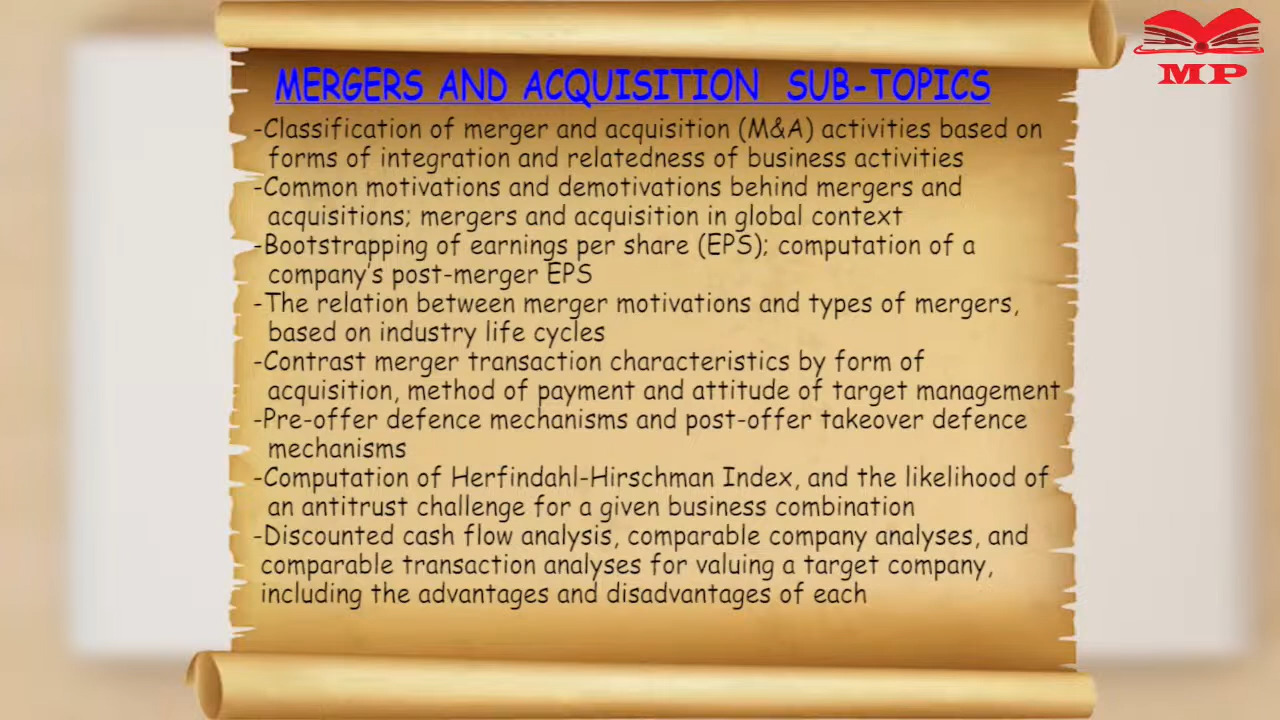 MP
MERGERS AND ACQUISITION SUB-TOPICS
-Classification of merger and acquisition (M&A) activities based on
forms of integration and relatedness of business activities
-Common motivations and demotivations behind mergers and
acquisitions; mergers and acquisition in global context
-Bootstrapping of earnings per share (EPS); computation of a
company's post-merger EPS
-The relation between merger motivations and types of mergers,
based on industry life cycles
-Contrast merger transaction characteristics by form of
acquisition, method of payment and attitude of target management
-Pre-offer defence mechanisms and post-offer takeover defence
mechanisms
-Computation of Herfindahl-Hirschman Index, and the likelihood of
an antitrust challenge for a given business combination
-Discounted cash flow analysis, comparable company analyses, and
comparable transaction analyses for valuing a target company,
including the advantages and disadvantages of each